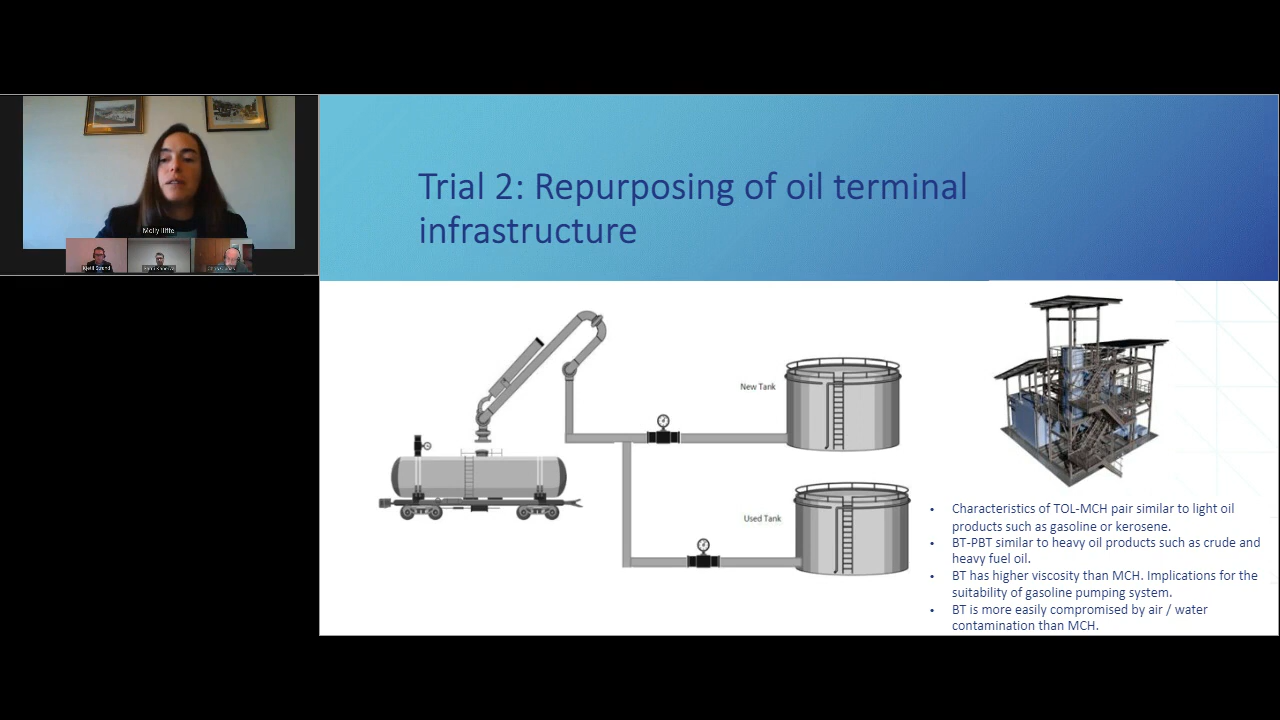 Molly Iliffe
Kjetil Strand
Trial 2: Repurposing of oil terminal
infrastructure
New Tank
Used Tank
• Characteristics of TOL-MCH pair similar to light oil
products such as gasoline or kerosene.
• BT-PBT similar to heavy oil products such as crude and
heavy fuel oil.
• BT has higher viscosity than MCH. Implications for the
suitability of gasoline pumping system.
• BT is more easily compromised by air / water
contamination than MCH.